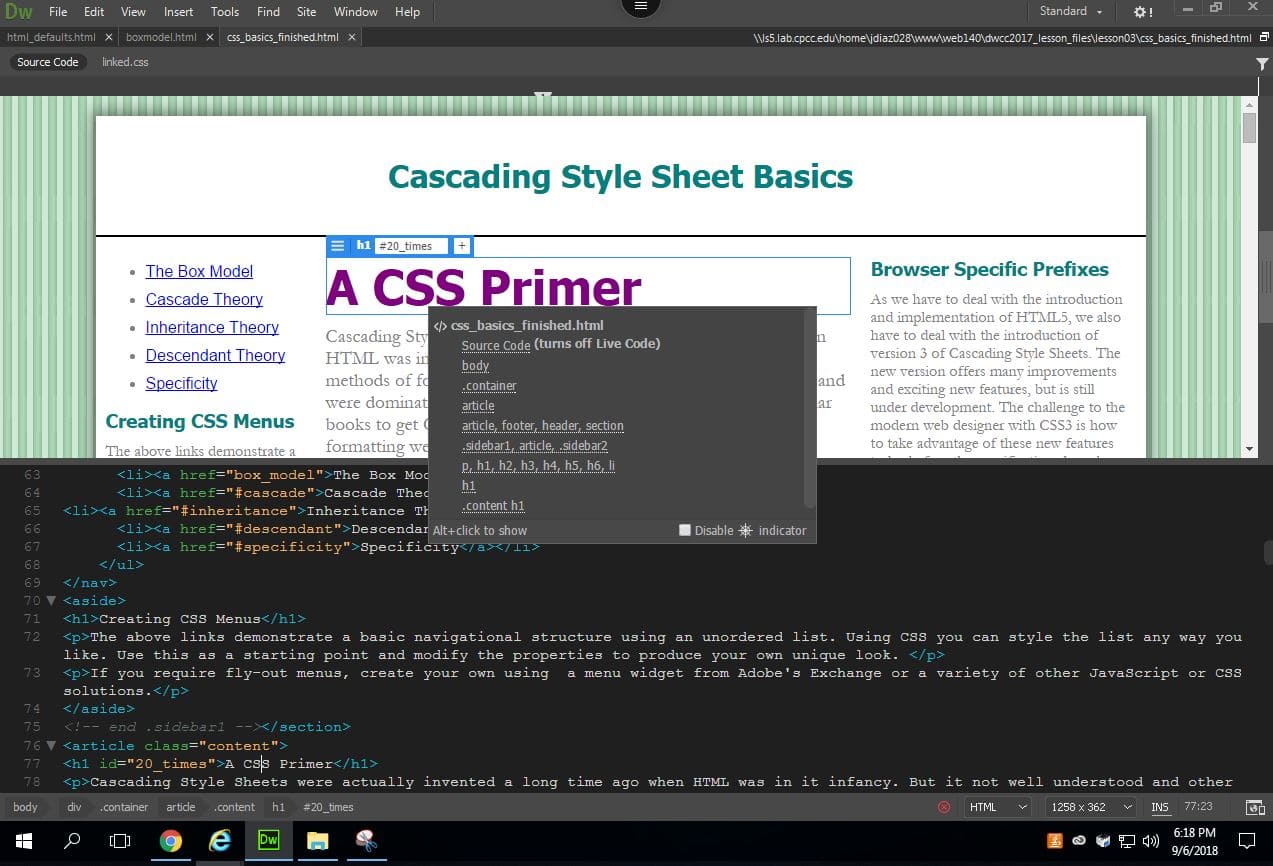 Dw File Edit View Insert Tools Find Site Window Help Standard !
html_defaults.html × boxmodel.html × css_basics_finished.html × \\ls5.lab.cpcc.edu\home\jdiaz028\www\web140\dwcc2017_lesson_files\lesson03\css_basics_finished.html
Source Code linked.css
Cascading Style Sheet Basics
The Box Model
Cascade Theory
Inheritance Theory
Descendant Theory
Specificity
Creating CSS Menus
The above links demonstrate a
h1 #20_times +
A CSS Primer
Cascading Sty n
HTML was in
methods of fo and
were dominat ar
books to get C
formatting we
Browser Specific Prefixes
As we have to deal with the introduction
and implementation of HTML5, we also
have to deal with the introduction of
version 3 of Cascading Style Sheets. The
new version offers many improvements
and exciting new features, but is still
under development. The challenge to the
modern web designer with CSS3 is how
to take advantage of these new features
</> css_basics_finished.html
Source Code (turns off Live Code)
body
.container
article
article, footer, header, section
.sidebar1, article, .sidebar2
p, h1, h2, h3, h4, h5, h6, li
h1
.content h1
Alt+click to show Disable indicator
63 <li><a href="box_model">The Box Mod
64 <li><a href="#cascade">Cascade Theo
65 <li><a href="#inheritance">Inheritance Th
66 <li><a href="#descendant">Descendan
67 <li><a href="#specificity">Specificity</a></li>
68 </ul>
69 </nav>
70 <aside>
71 <h1>Creating CSS Menus</h1>
72 <p>The above links demonstrate a basic navigational structure using an unordered list. Using CSS you can style the list any way you
like. Use this as a starting point and modify the properties to produce your own unique look. </p>
73 <p>If you require fly-out menus, create your own using  a menu widget from Adobe's Exchange or a variety of other JavaScript or CSS
solutions.</p>
74 </aside>
75 <!-- end .sidebar1 --></section>
76 <article class="content">
77 <h1 id="20_times">A CSS Primer</h1>
78 <p>Cascading Style Sheets were actually invented a long time ago when HTML was in it infancy. But it not well understood and other
body div .container article .content h1 #20_times HTML 1258 x 362 INS 77:23
Dw 6:18 PM
9/6/2018